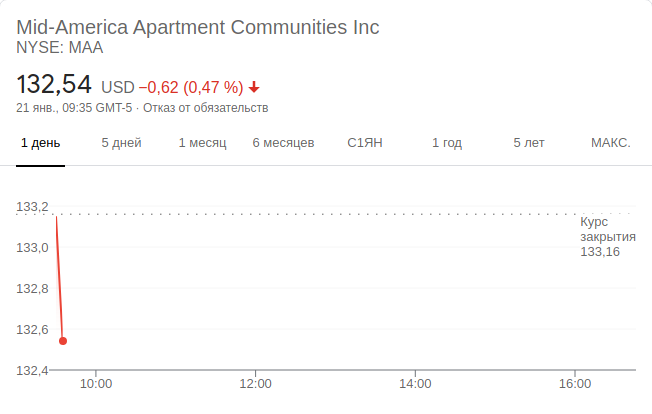 Mid-America Apartment Communities Inc
NYSE: MAA
132,54 USD −0,62 (0,47 %)
21 янв., 09:35 GMT-5 · Отказ от обязательств
1 день 5 дней 1 месяц 6 месяцев С1ЯН 1 год 5 лет МАКС.
133,2
Курс
закрытия
133,16
133,0
132,8
132,6
132,4
10:00 12:00 14:00 16:00